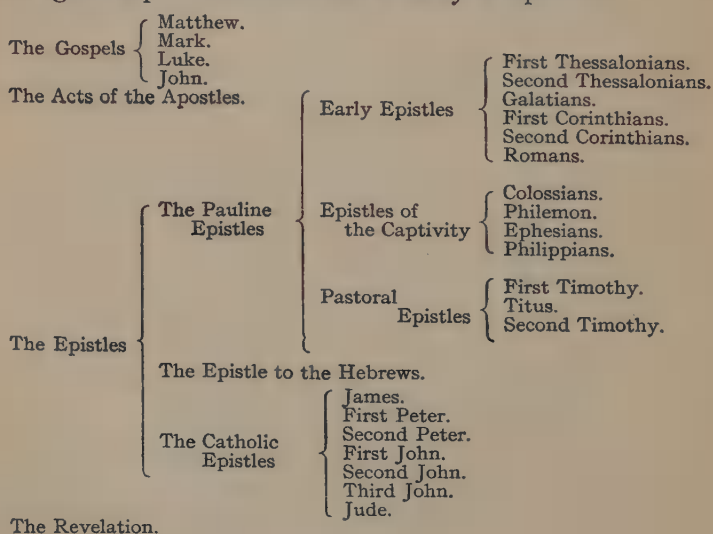 The Gospels
Matthew.
Mark.
Luke.
John.
The Acts of the Apostles.
The Epistles
The Pauline
Epistles
Early Epistles
First Thessalonians.
Second Thessalonians.
Galatians.
First Corinthians.
Second Corinthians.
Romans.
Epistles of
the Captivity
Colossians.
Philemon.
Ephesians.
Philippians.
Pastoral
Epistles
First Timothy.
Titus.
Second Timothy.
The Epistle to the Hebrews.
The Catholic
Epistles
James.
First Peter.
Second Peter.
First John.
Second John.
Third John.
Jude.
The Revelation.